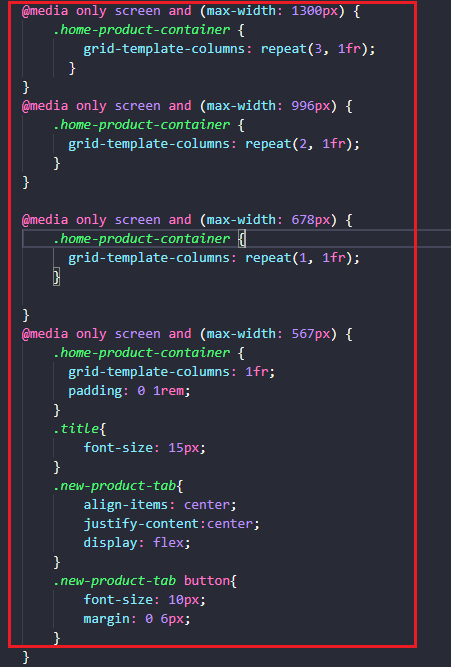 @media only screen and (max-width: 1300px) {
    .home-product-container {
        grid-template-columns: repeat(3, 1fr);
      }
}
@media only screen and (max-width: 996px) {
    .home-product-container {
      grid-template-columns: repeat(2, 1fr);
    }
}

@media only screen and (max-width: 678px) {
    .home-product-container {
      grid-template-columns: repeat(1, 1fr);
    }

}
@media only screen and (max-width: 567px) {
    .home-product-container {
      grid-template-columns: 1fr;
      padding: 0 1rem;
    }
    .title{
        font-size: 15px;
    }
    .new-product-tab{
        align-items: center;
        justify-content:center;
        display: flex;
    }
    .new-product-tab button{
        font-size: 10px;
        margin: 0 6px;
    }
}